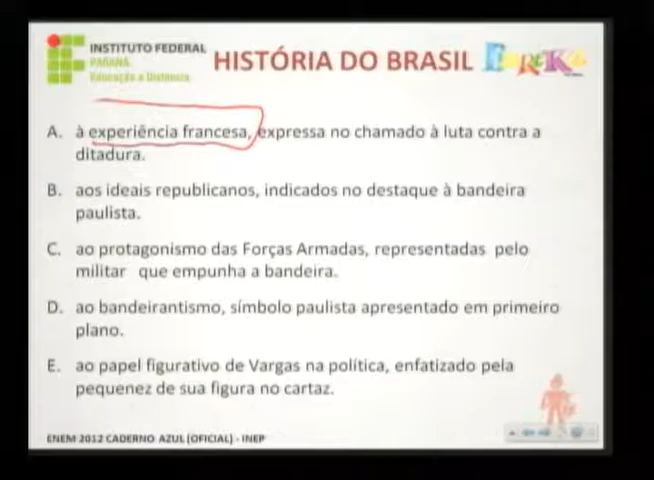 INSTITUTO FEDERAL
PARANÁ
Educação a Distância
HISTÓRIA DO BRASIL
EUREKA
A. à experiência francesa, expressa no chamado à luta contra a
ditadura.
B. aos ideais republicanos, indicados no destaque à bandeira
paulista.
C. ao protagonismo das Forças Armadas, representadas pelo
militar que empunha a bandeira.
D. ao bandeirantismo, símbolo paulista apresentado em primeiro
plano.
E. ao papel figurativo de Vargas na política, enfatizado pela
pequenez de sua figura no cartaz.
ENEM 2012 CADERNO AZUL (OFICIAL) - INEP